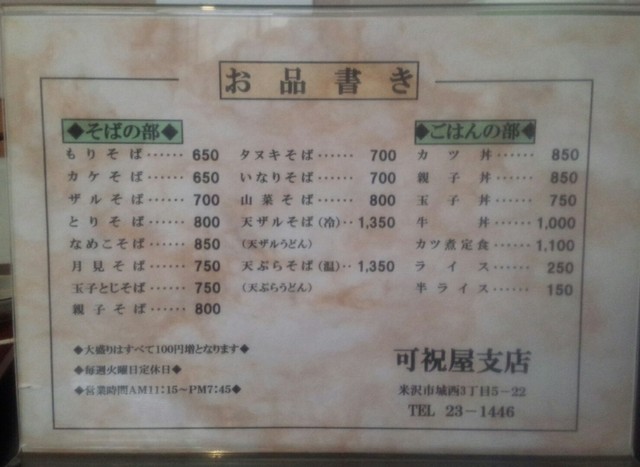 お品書き
◆そばの部◆
もりそば…… 650
カケそば…… 650
ザルそば…… 700
とりそば…… 800
なめこそば…… 850
月見そば…… 750
玉子とじそば…… 750
親子そば…… 800
タヌキそば…… 700
いなりそば…… 700
山菜そば…… 800
天ザルそば(冷)‥ 1,350
(天ザルうどん)
天ぷらそば(温)‥ 1,350
(天ぷらうどん)
◆ごはんの部◆
カツ丼…… 850
親子丼…… 850
玉子丼…… 750
牛丼…… 1,000
カツ煮定食…… 1,100
ライス…… 250
半ライス…… 150
◆大盛りはすべて100円増となります◆
◆毎週火曜日定休日◆
◆営業時間AM11:15～PM7:45◆
可祝屋支店
米沢市城西3丁目5－22
TEL 23－1446